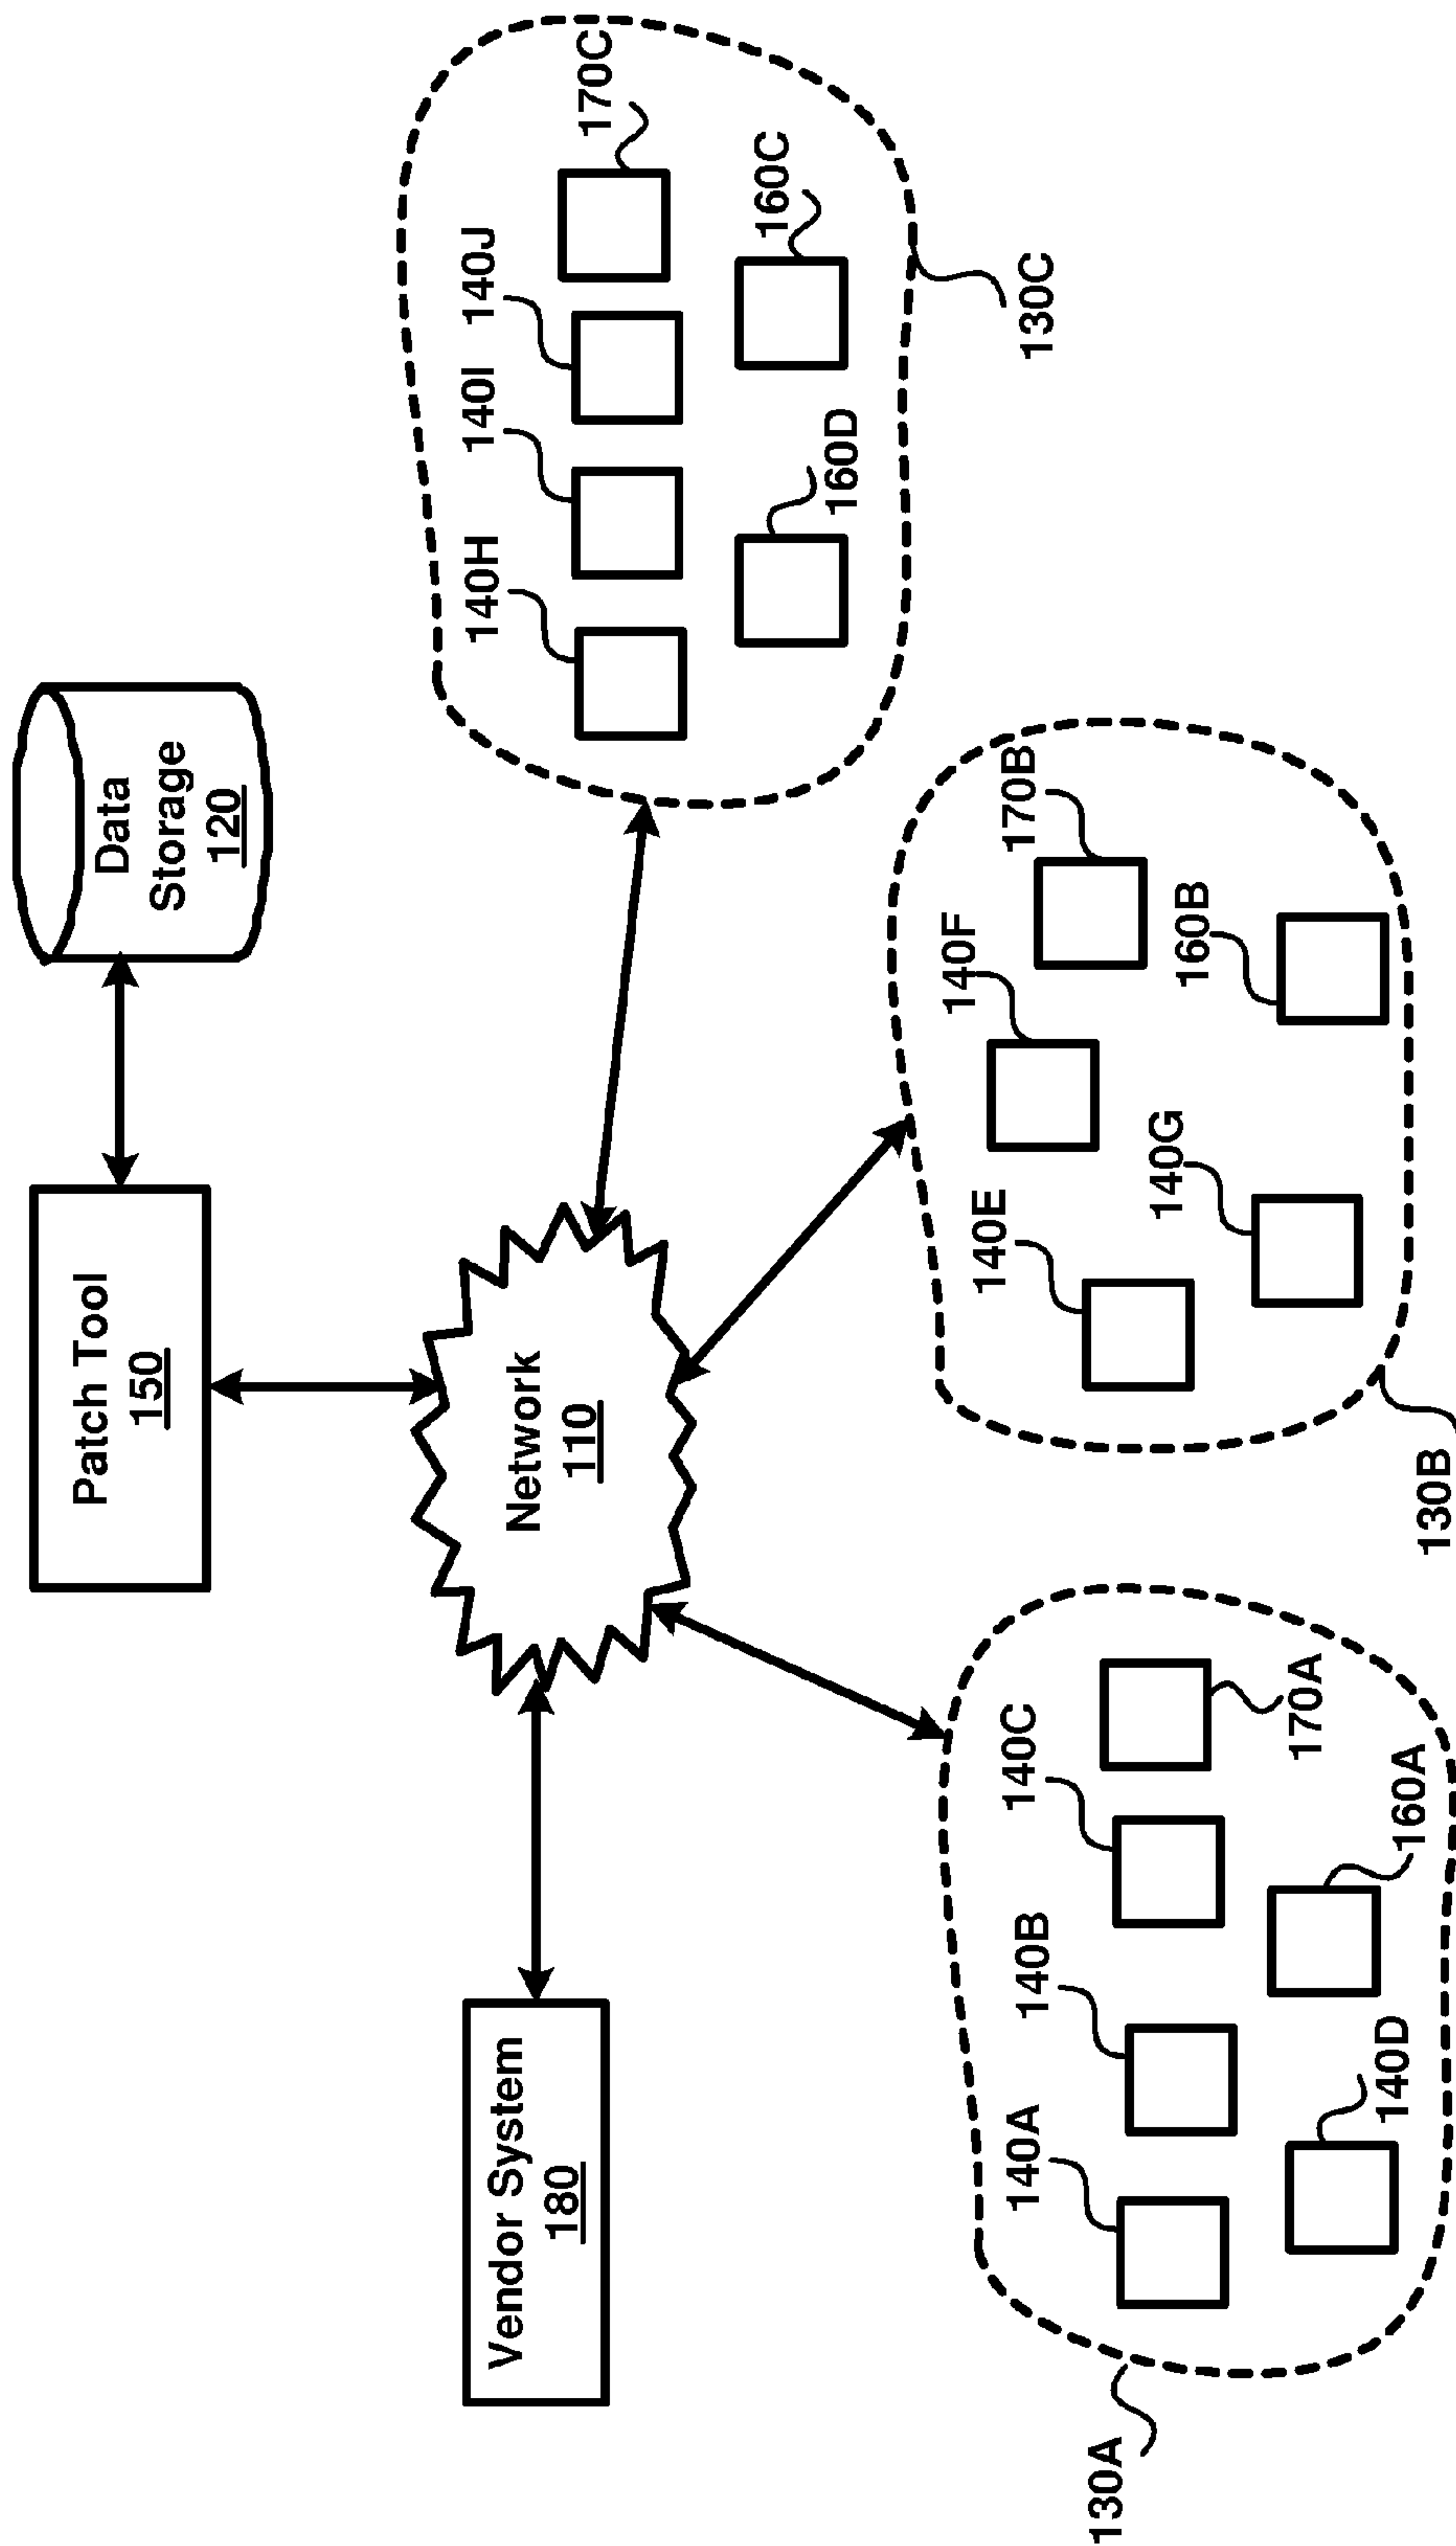 Data
Storage
120
Patch Tool
150
Vendor System
180
Network
110
140H
140I
140J
170C
160D
160C
130C
140E
140F
170B
140G
160B
130B
140A
140B
140C
170A
140D
160A
130A